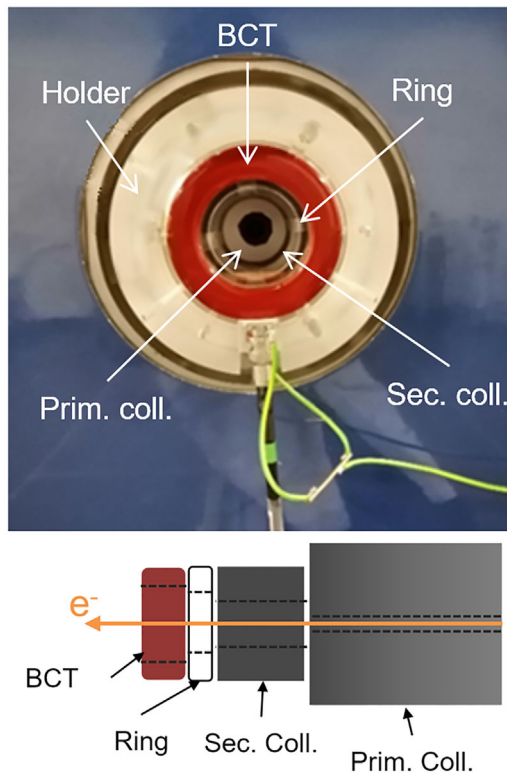 BCT
Holder
Ring
Prim. coll.
Sec. coll.
e-
BCT
Ring
Sec. Coll.
Prim. Coll.